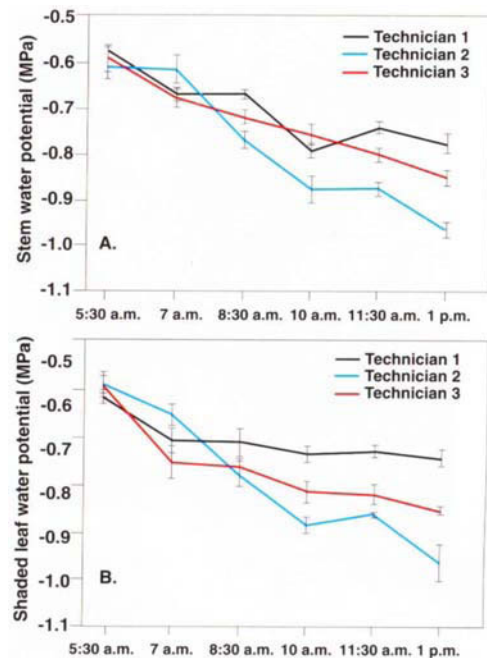 -0.5
-0.6
-0.7
-0.8
-0.9
-1.0
-1.1
Stem water potential (MPa)
Technician 1
Technician 2
Technician 3
A.
5:30 a.m. 7 a.m. 8:30 a.m. 10 a.m. 11:30 a.m. 1 p.m.
-0.5
-0.6
-0.7
-0.8
-0.9
-1.0
-1.1
Shaded leaf water potential (MPa)
Technician 1
Technician 2
Technician 3
B.
5:30 a.m. 7 a.m. 8:30 a.m. 10 a.m. 11:30 a.m. 1 p.m.